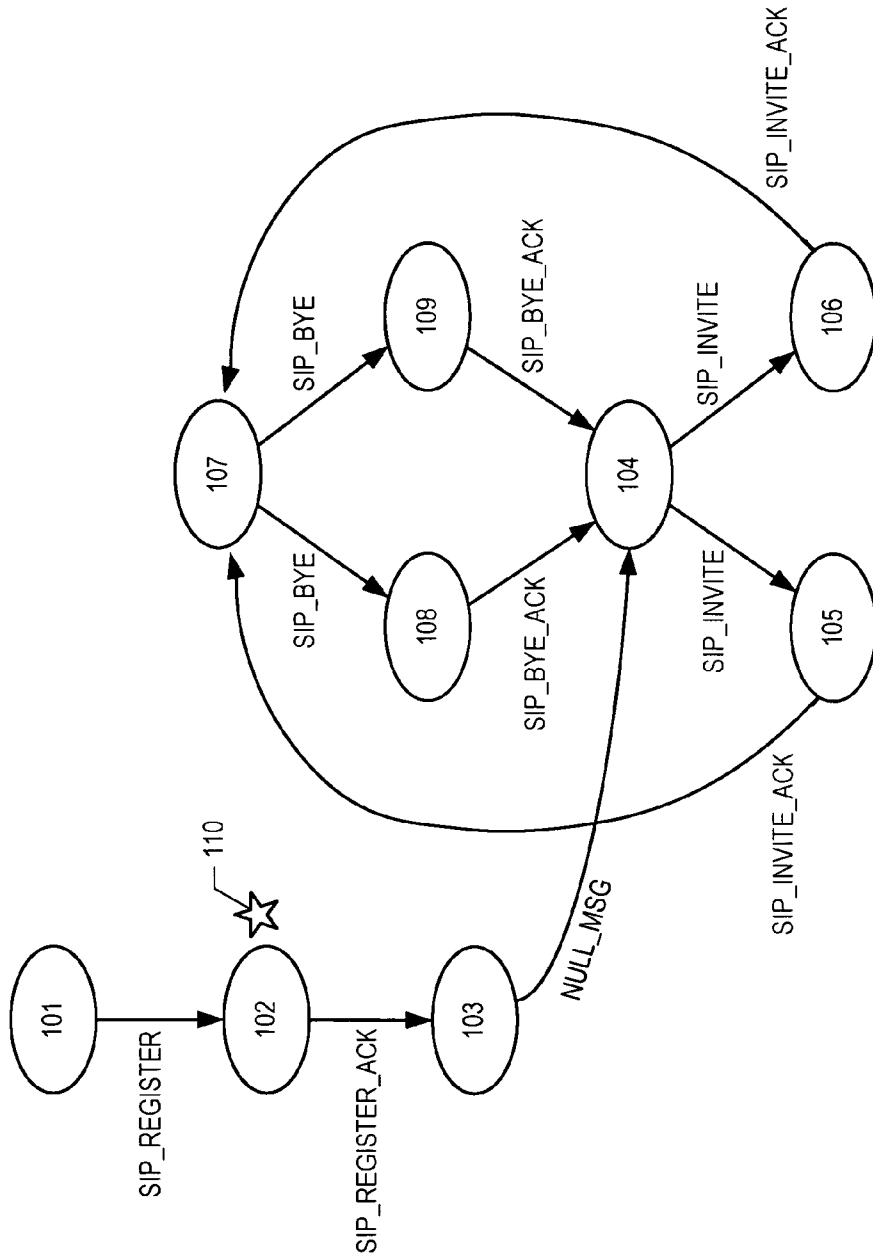 101
SIP_REGISTER
102
110
SIP_REGISTER_ACK
103
NULL_MSG
107
SIP_BYE
SIP_BYE
108
109
SIP_BYE_ACK
SIP_BYE_ACK
104
SIP_INVITE
SIP_INVITE
105
106
SIP_INVITE_ACK
SIP_INVITE_ACK